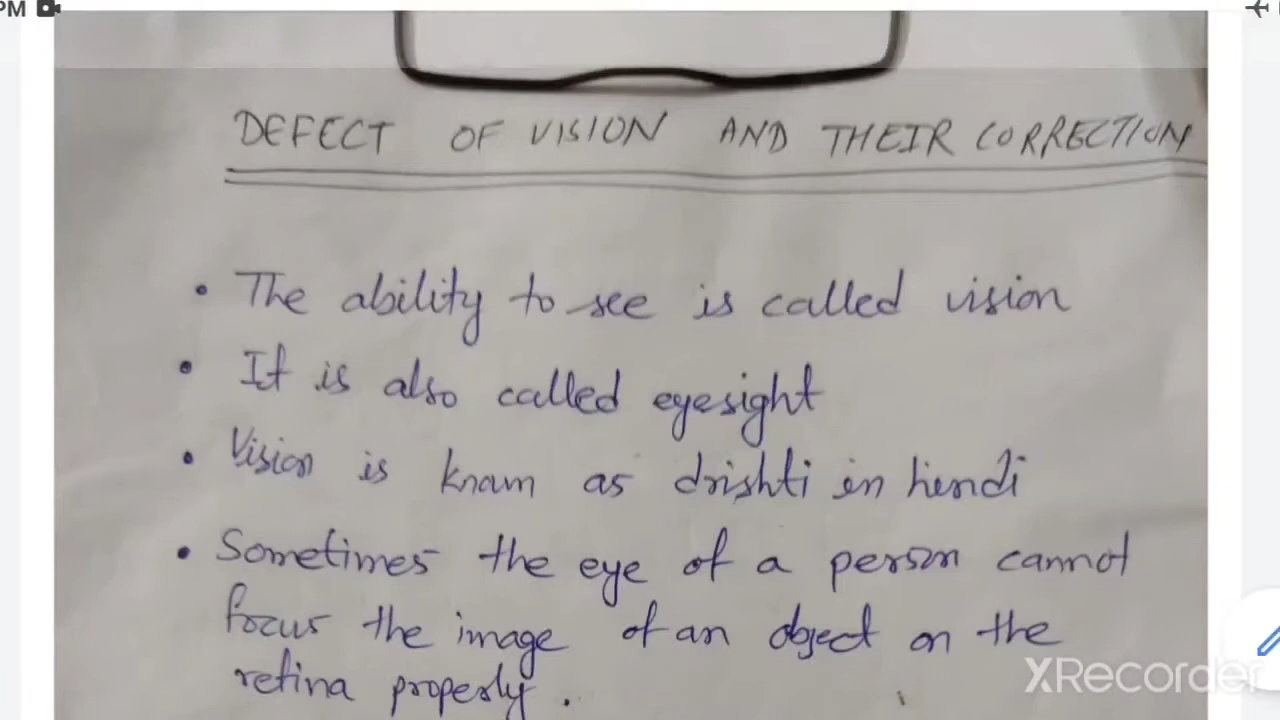 PM
DEFECT OF VISION AND THEIR CORRECTION
• The ability to see is called vision
• It is also called eyesight
• Vision is knam as drishti in hindi
• Sometimes the eye of a person cannot
focus the image of an object on the
retina properly.
XRecorder